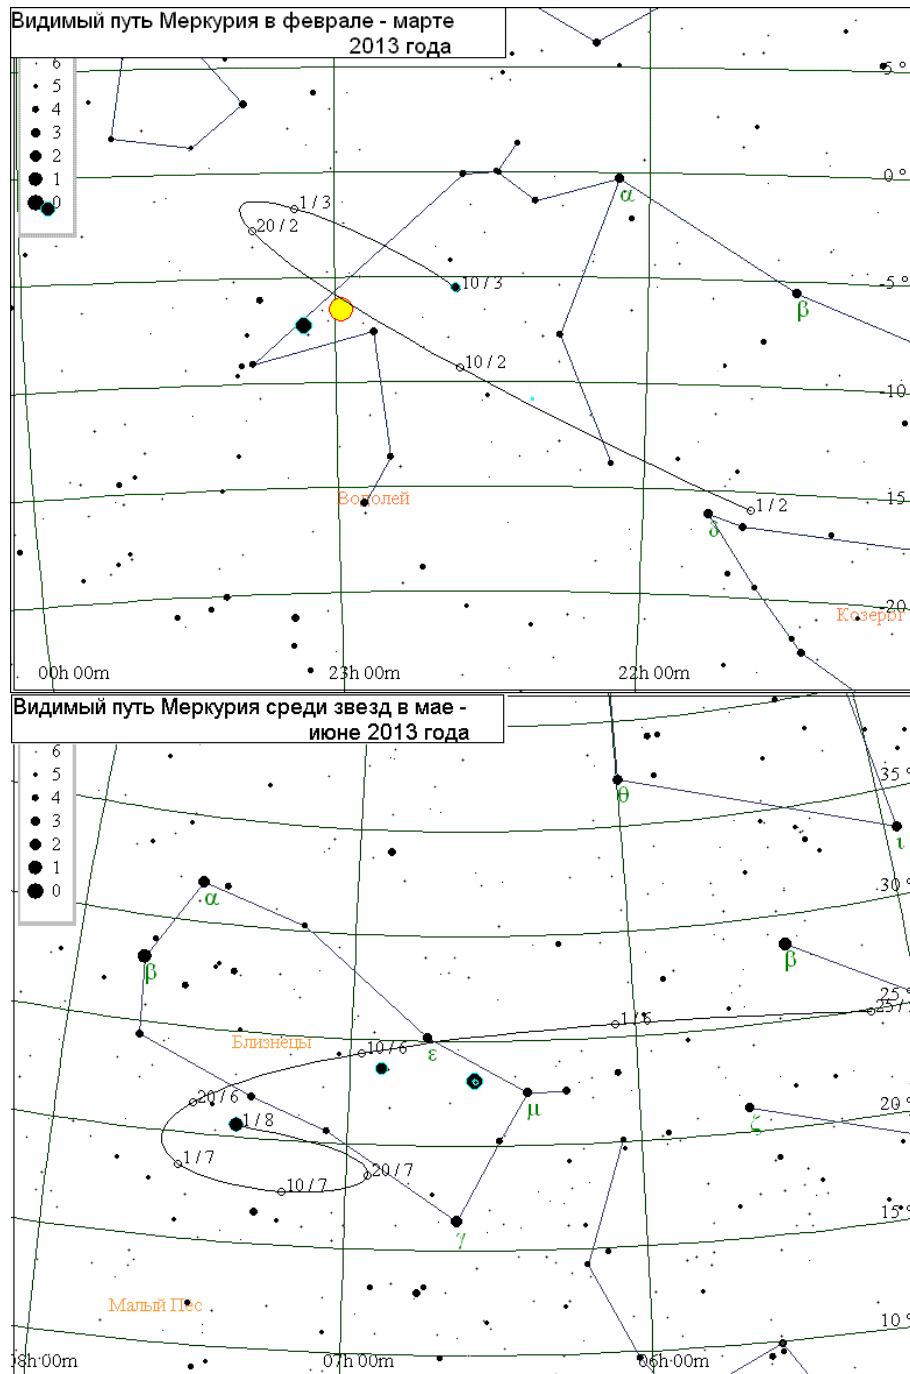 Видимый путь Меркурия в феврале - марте
2013 года
6
5
4
3
2
1
0
5 °
0 °
α
1 / 3
20 / 2
-5 °
10 / 3
β
10 / 2
-10
15
Водолей
1 / 2
δ
-20
Козерог
00h 00m
23h 00m
22h 00m
Видимый путь Меркурия среди звезд в мае -
июне 2013 года
6
5
4
3
2
1
0
35 °
θ
ι
30 °
α
β
β
25 °
25 /
1 / 6
Близнецы
10 / 6
ε
20 / 6
20 °
μ
ζ
1 / 8
1 / 7
20 / 7
10 / 7
15 °
γ
Малый Пес
10 °
8h 00m
07h 00m
06h 00m